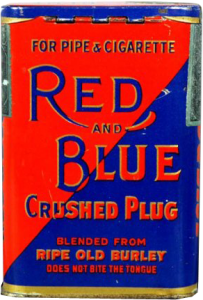 FOR PIPE & CIGARETTE
RED
AND
BLUE
CRUSHED PLUG
BLENDED FROM
RIPE OLD BURLEY
DOES NOT BITE THE TONGUE